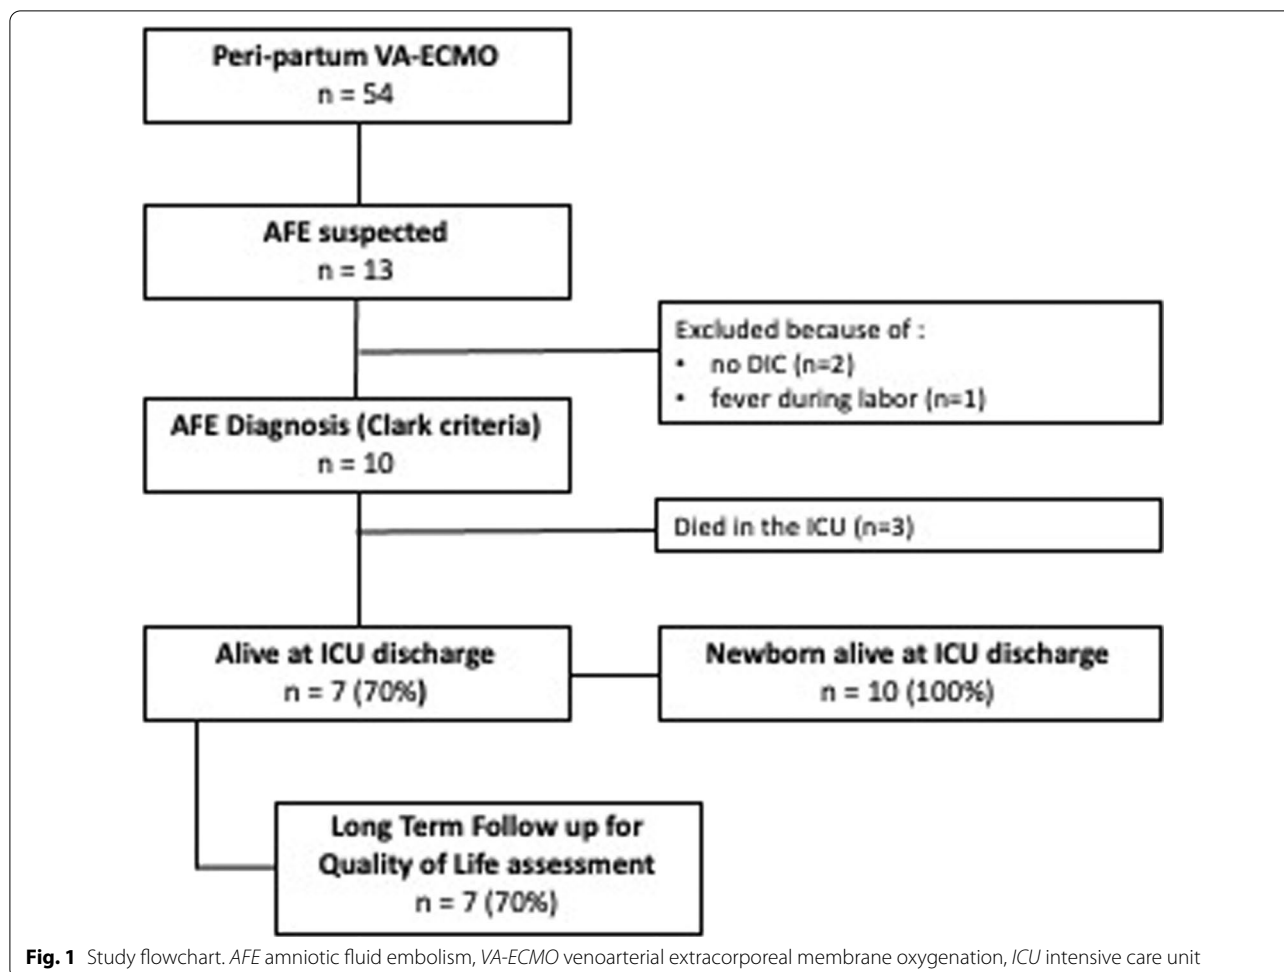 Peri-partum VA-ECMO
n = 54
AFE suspected
n = 13
Excluded because of :
• no DIC (n=2)
• fever during labor (n=1)
AFE Diagnosis (Clark criteria)
n = 10
Died in the ICU (n=3)
Alive at ICU discharge
n = 7 (70%)
Newborn alive at ICU discharge
n = 10 (100%)
Long Term Follow up for
Quality of Life assessment
n = 7 (70%)
Fig. 1 Study flowchart. AFE amniotic fluid embolism, VA-ECMO venoarterial extracorporeal membrane oxygenation, ICU intensive care unit